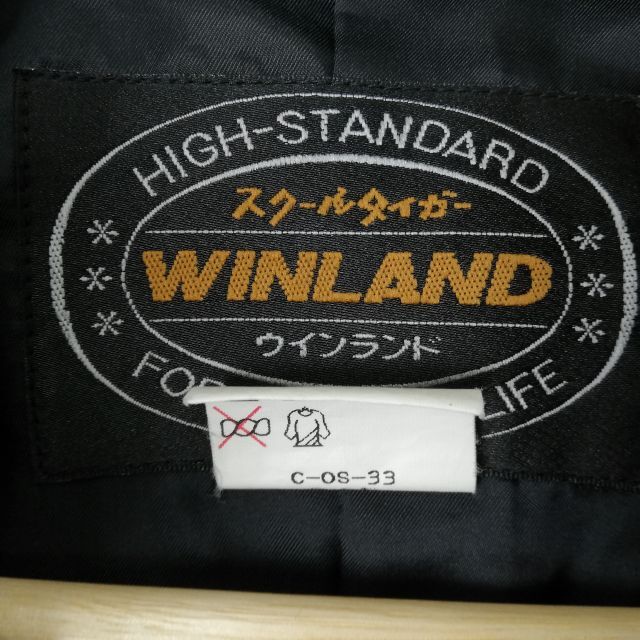 HIGH-STANDARD
スクールタイガー
WINLAND
ウインランド
FOR LIFE
C-OS-33